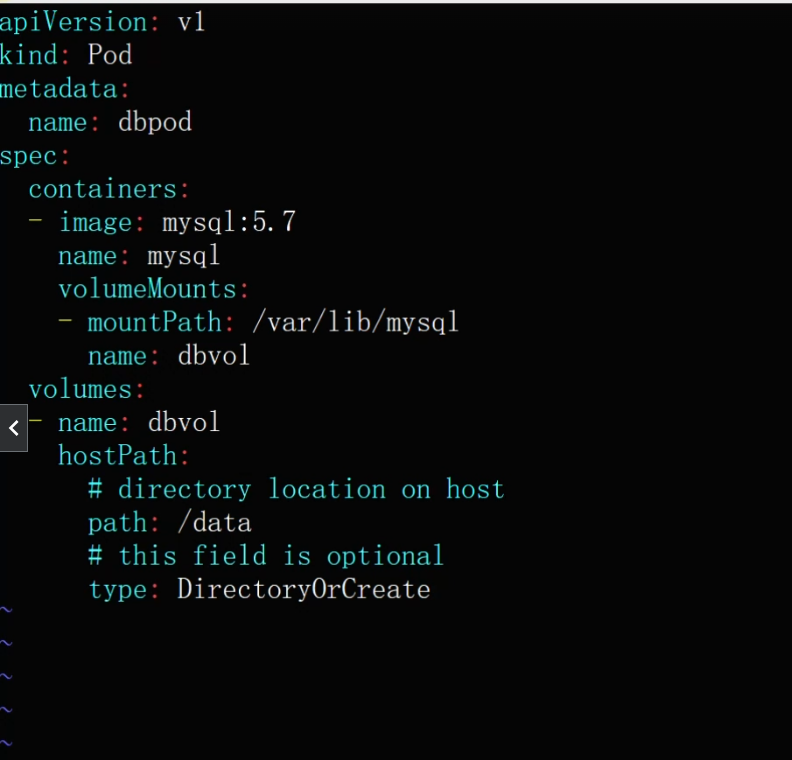 apiVersion: v1
kind: Pod
metadata:
  name: dbpod
spec:
  containers:
  - image: mysql:5.7
    name: mysql
    volumeMounts:
    - mountPath: /var/lib/mysql
      name: dbvol
  volumes:
  - name: dbvol
    hostPath:
      # directory location on host
      path: /data
      # this field is optional
      type: DirectoryOrCreate
~
~
~
~
~